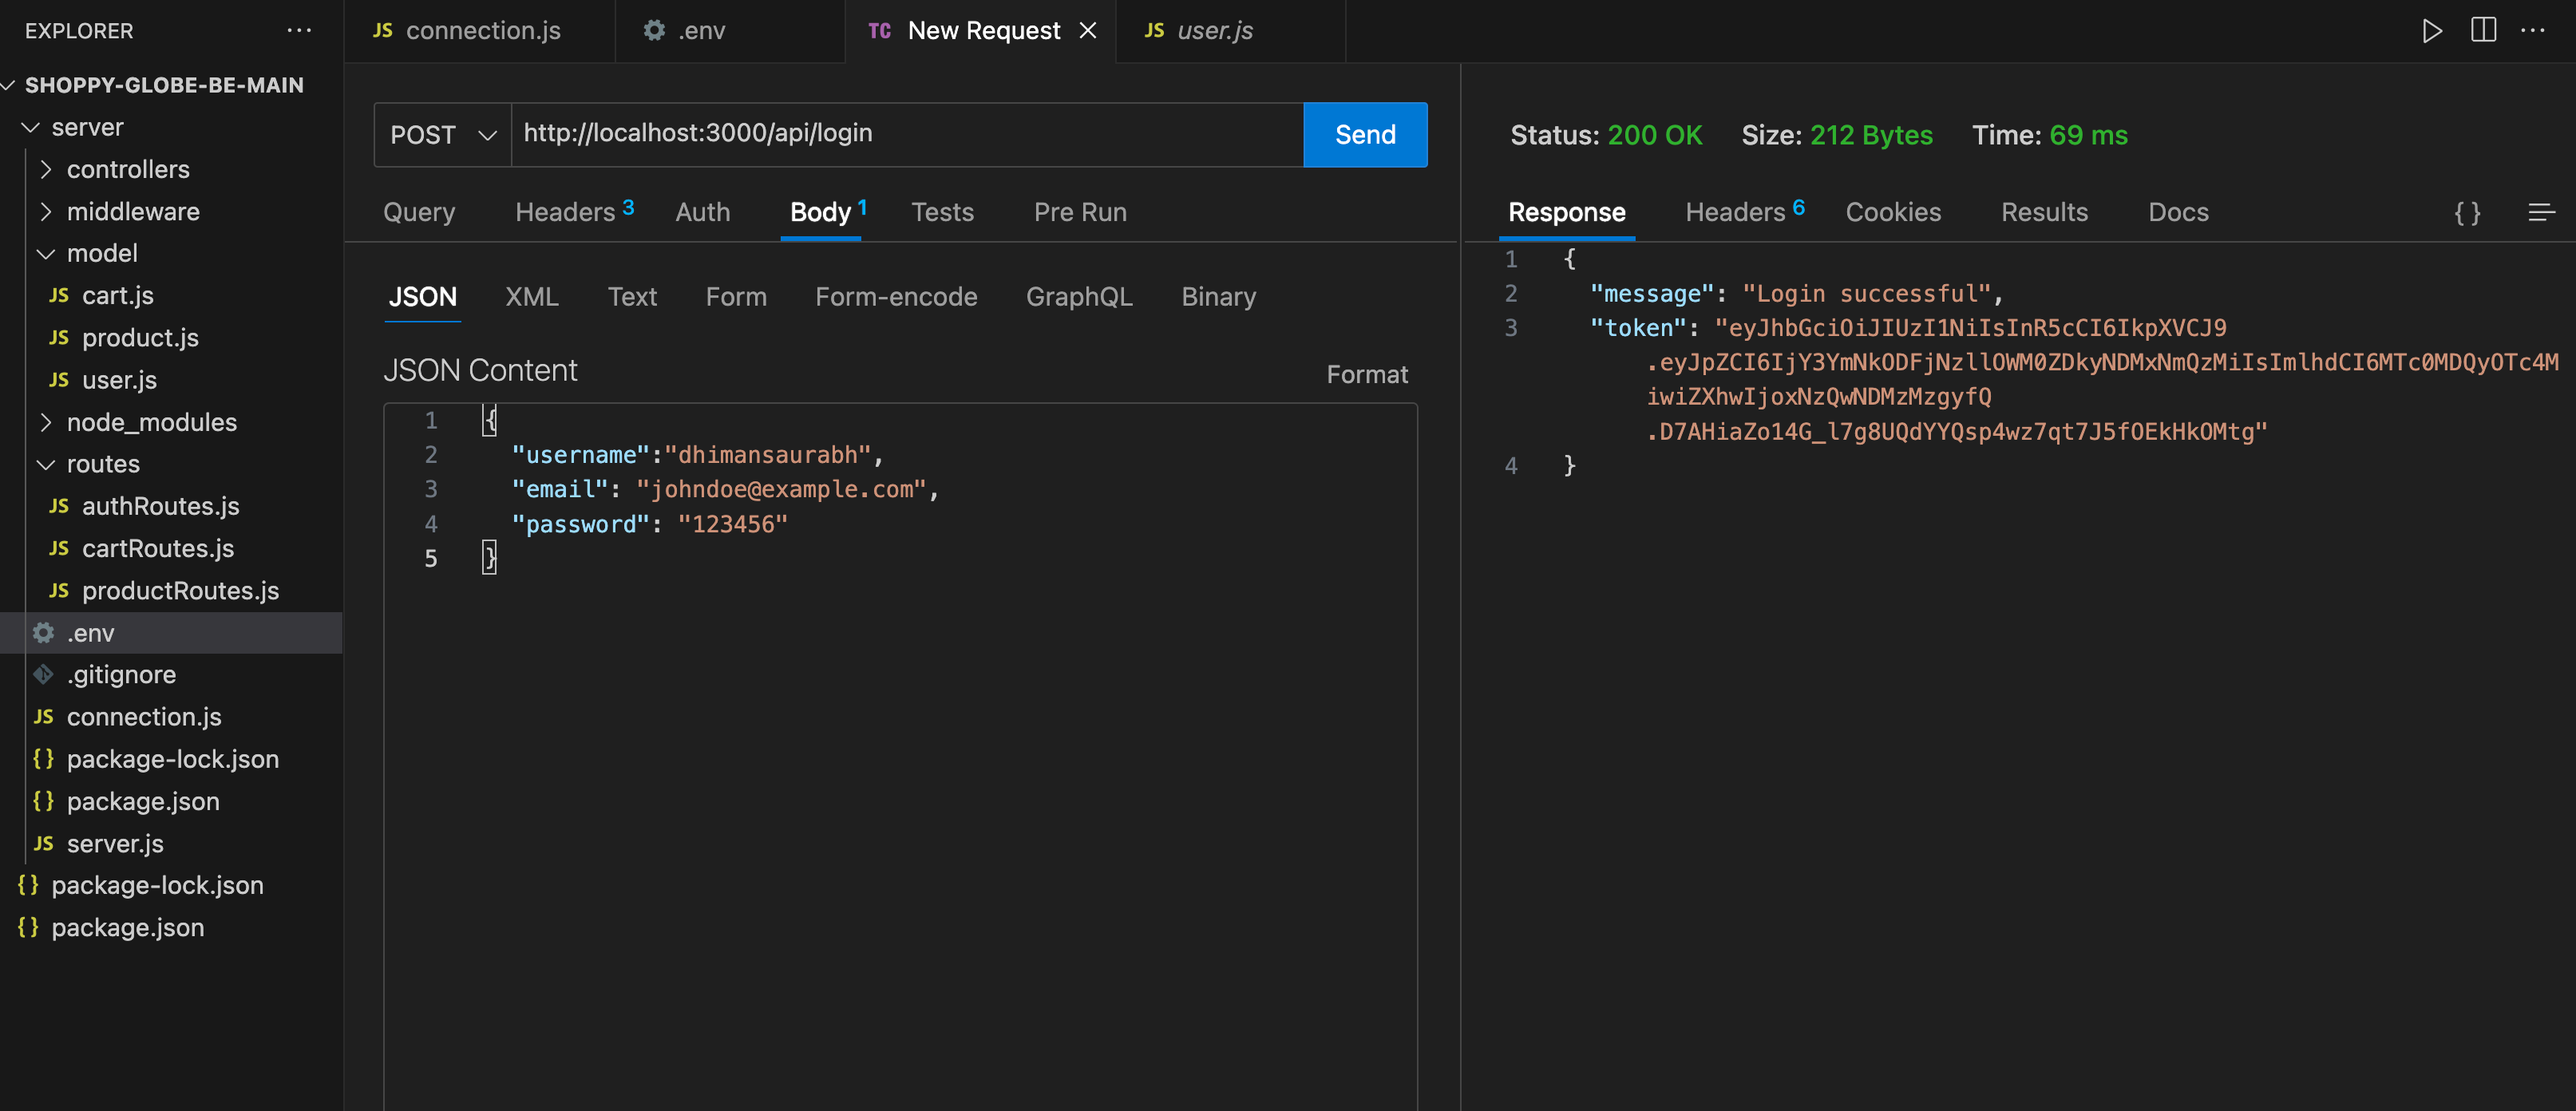 EXPLORER
SHOPPY-GLOBE-BE-MAIN
server
controllers
middleware
model
JS cart.js
JS product.js
JS user.js
node_modules
routes
JS authRoutes.js
JS cartRoutes.js
JS productRoutes.js
.env
.gitignore
JS connection.js
{} package-lock.json
{} package.json
JS server.js
{} package-lock.json
{} package.json
JS connection.js
.env
TC New Request
JS user.js
POST http://localhost:3000/api/login Send
Query Headers 3 Auth Body 1 Tests Pre Run
JSON XML Text Form Form-encode GraphQL Binary
JSON Content Format
1 {
2 "username":"dhimansaurabh",
3 "email": "johndoe@example.com",
4 "password": "123456"
5 }
Status: 200 OK Size: 212 Bytes Time: 69 ms
Response Headers 6 Cookies Results Docs {}
1 {
2 "message": "Login successful",
3 "token": "eyJhbGciOiJIUzI1NiIsInR5cCI6IkpXVCJ9
.eyJpZCI6IjY3YmNkODFjNzllOWM0ZDkyNDMxNmQzMiIsImlhdCI6MTc0MDQyOTc4M
iwiZXhwIjoxNzQwNDMzMzgyfQ
.D7AHiaZo14G_l7g8UQdYYQsp4wz7qt7J5fOEkHkOMtg"
4 }